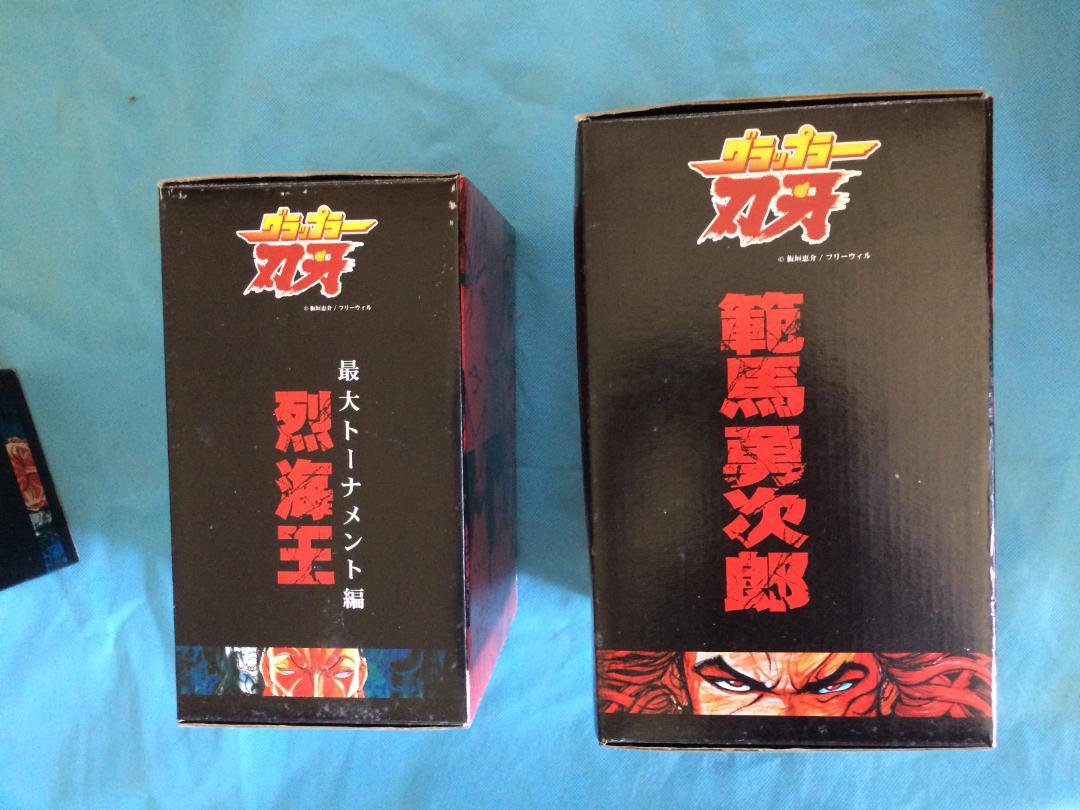 グラップラー
刃牙
© 板垣恵介 / フリーウィル
最大トーナメント編
烈海王
グラップラー
刃牙
© 板垣恵介 / フリーウィル
範馬勇次郎